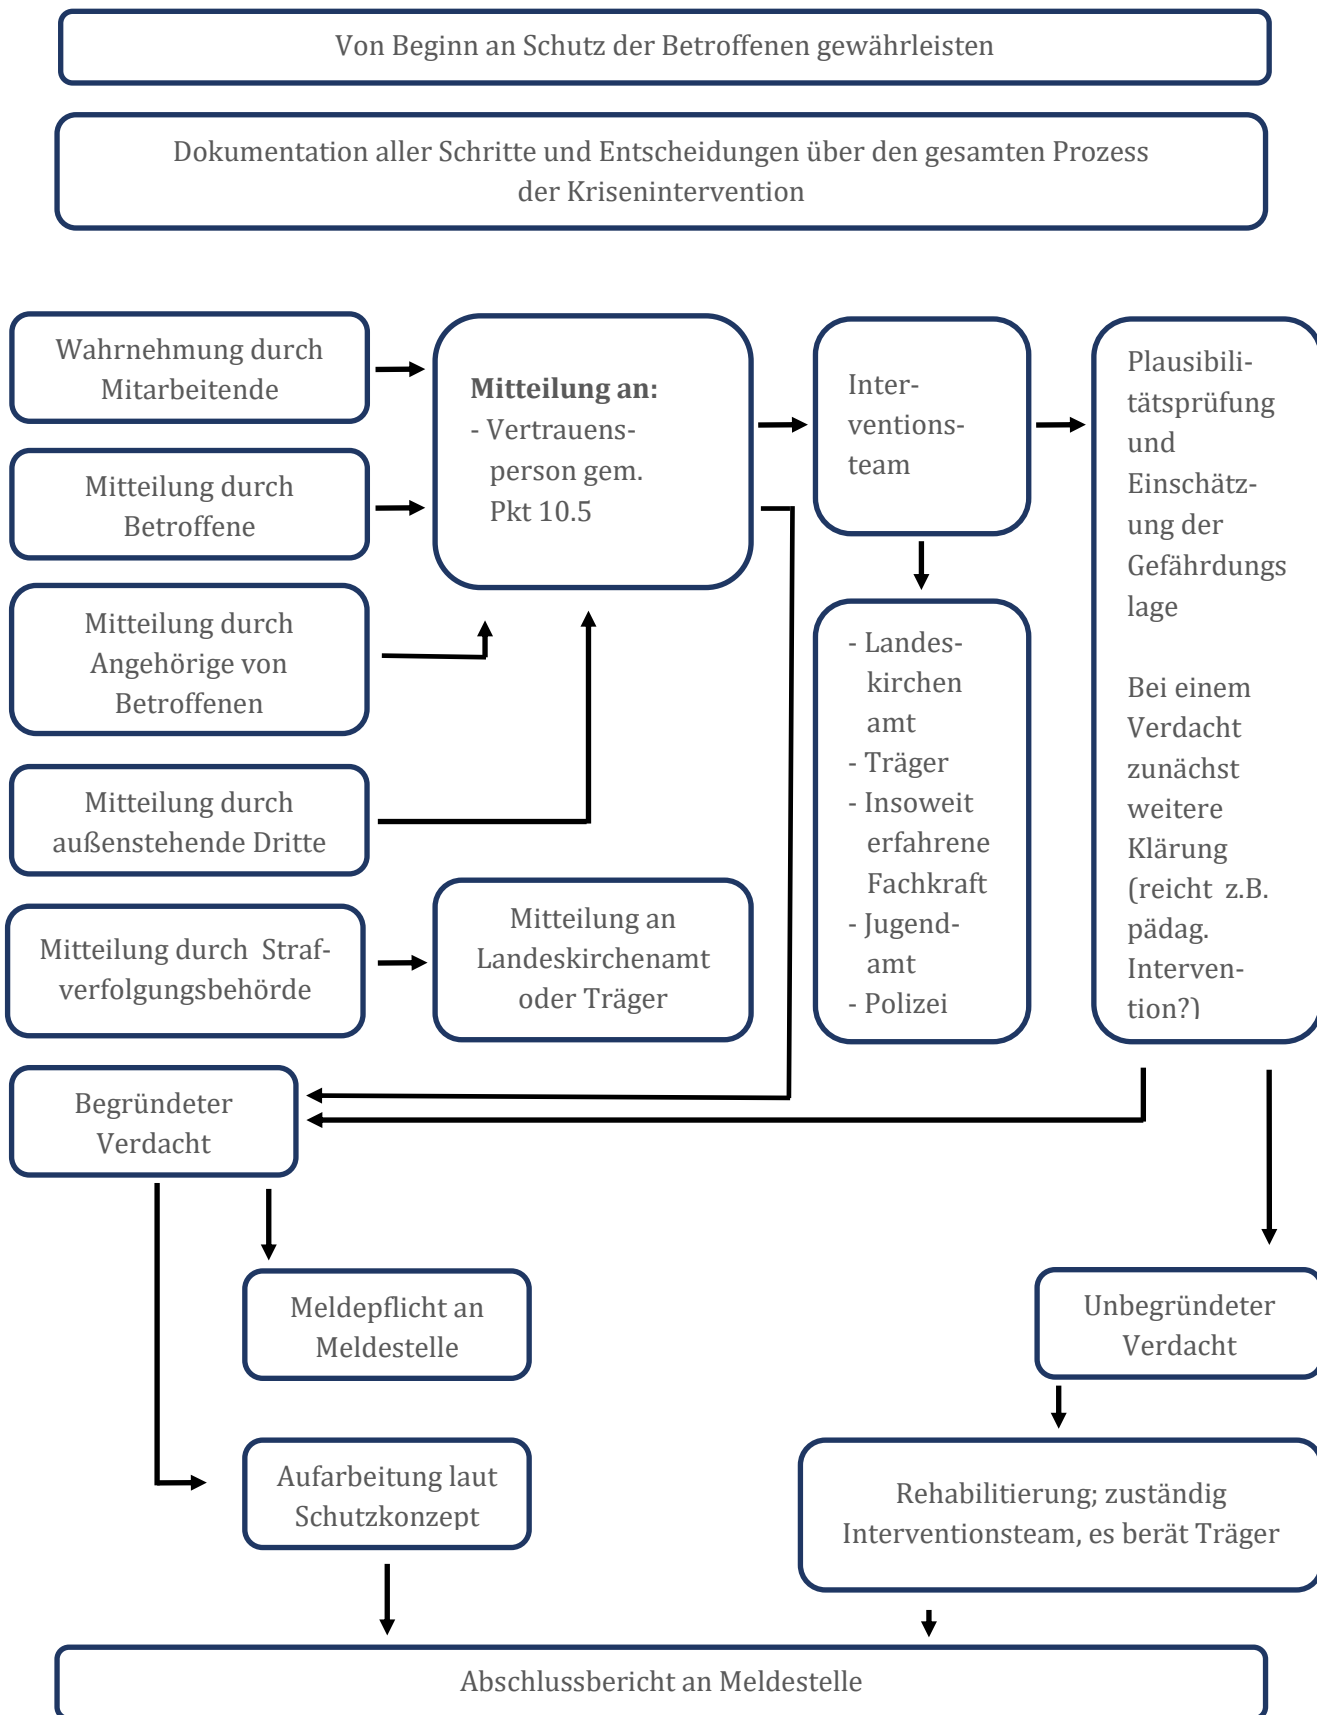 Von Beginn an Schutz der Betroffenen gewährleisten
Dokumentation aller Schritte und Entscheidungen über den gesamten Prozess
der Krisenintervention
Wahrnehmung durch
Mitarbeitende
Mitteilung durch
Betroffene
Mitteilung durch
Angehörige von
Betroffenen
Mitteilung durch
außenstehende Dritte
Mitteilung durch  Straf-
verfolgungsbehörde
Mitteilung an:
- Vertrauens-
person gem.
Pkt 10.5
Mitteilung an
Landeskirchenamt
oder Träger
Inter-
ventions-
team
- Landes-
kirchen
amt
- Träger
- Insoweit
erfahrene
Fachkraft
- Jugend-
amt
- Polizei
Plausibili-
tätsprüfung
und
Einschätz-
ung der
Gefährdungs
lage
Bei einem
Verdacht
zunächst
weitere
Klärung
(reicht  z.B.
pädag.
Interven-
tion?)
Begründeter
Verdacht
Meldepflicht an
Meldestelle
Unbegründeter
Verdacht
Aufarbeitung laut
Schutzkonzept
Rehabilitierung; zuständig
Interventionsteam, es berät Träger
Abschlussbericht an Meldestelle